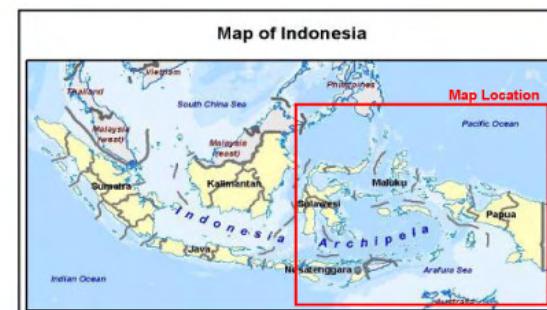 Map of Indonesia
Thailand
Vietnam
Philippines
Map Location
South China Sea
Pacific Ocean
Malaysia
(west)
Malaysia
(east)
Sumatra
Kalimantan
Sulawesi
Maluku
Papua
Indonesia Archipela
Java
Nusatenggara
Arafura Sea
Indian Ocean
Australia